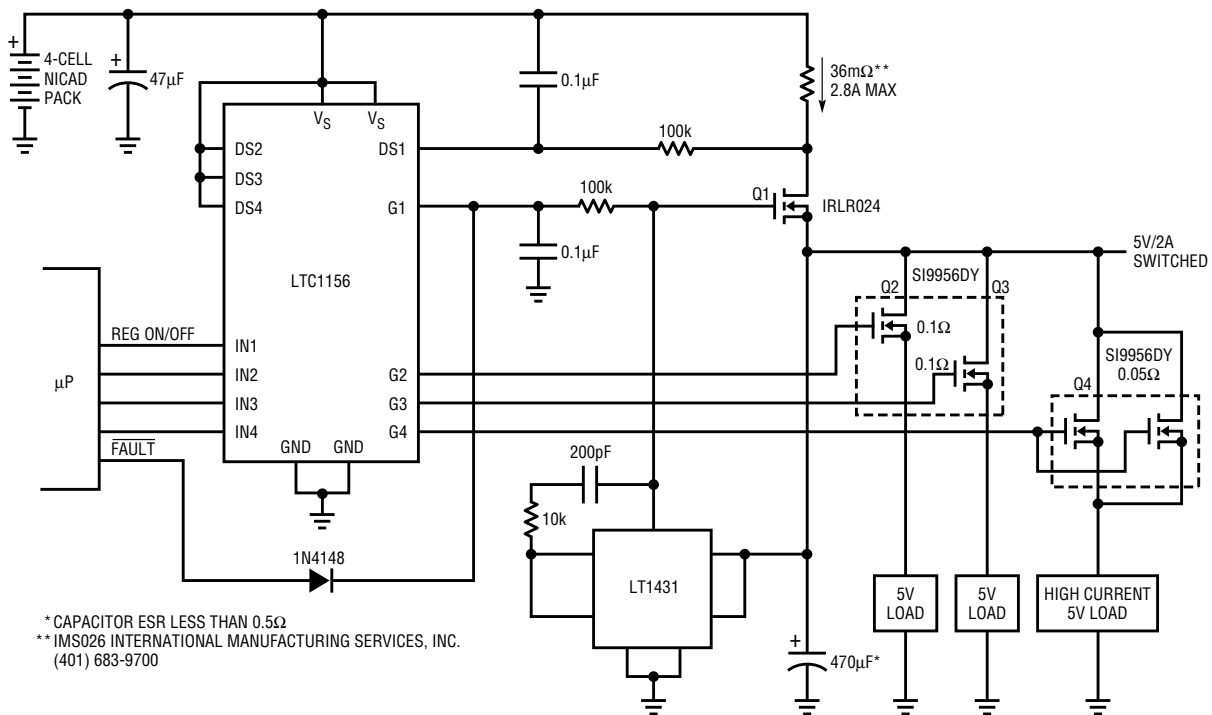 +
4-CELL
NICAD
PACK
+
47µF
0.1µF
36mΩ**
2.8A MAX
VS
VS
DS2
DS3
DS4
DS1
100k
G1
100k
Q1
IRLR024
0.1µF
LTC1156
5V/2A
SWITCHED
SI9956DY
Q2
Q3
0.1Ω
0.1Ω
µP
REG ON/OFF
IN1
IN2
IN3
IN4
FAULT
G2
G3
G4
GND
GND
SI9956DY
0.05Ω
Q4
200pF
10k
1N4148
LT1431
5V
LOAD
5V
LOAD
HIGH CURRENT
5V LOAD
+
470µF*
* CAPACITOR ESR LESS THAN 0.5Ω
** IMS026 INTERNATIONAL MANUFACTURING SERVICES, INC.
(401) 683-9700